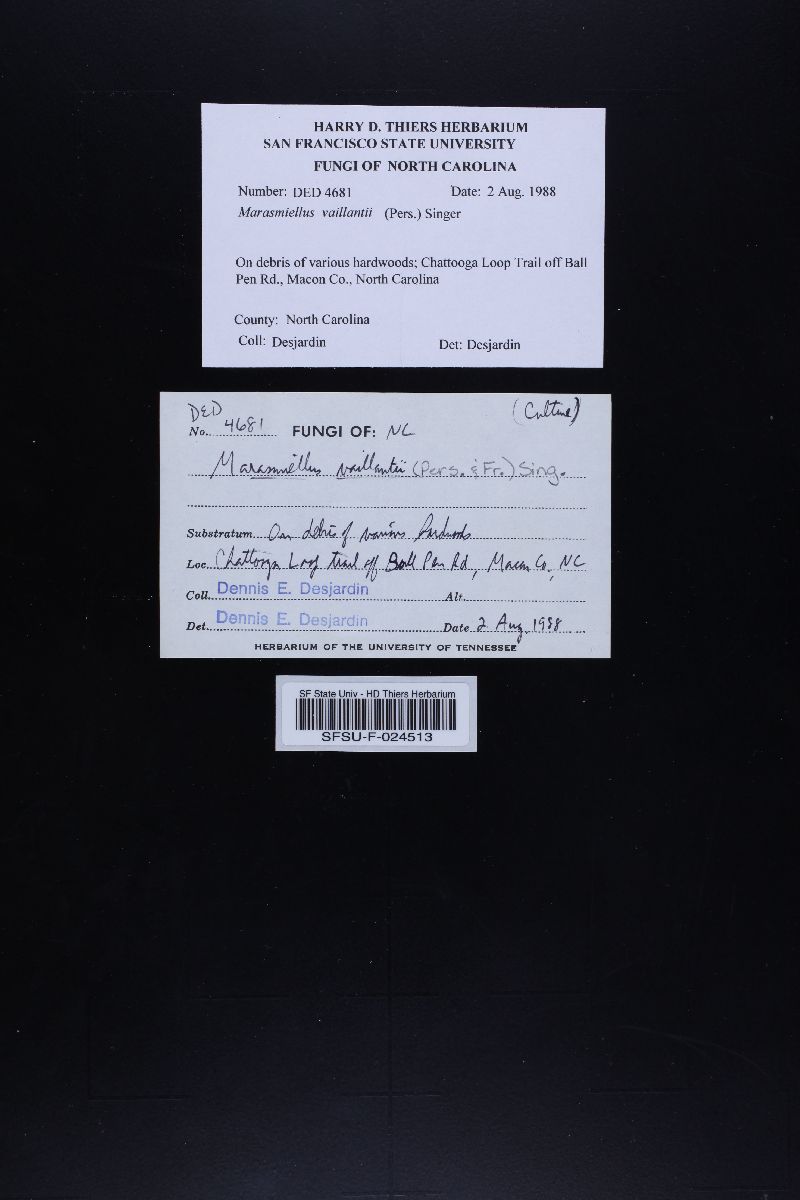 HARRY D. THIERS HERBARIUM
SAN FRANCISCO STATE UNIVERSITY
FUNGI OF NORTH CAROLINA
Number: DED 4681 Date: 2 Aug. 1988
Marasmiellus vaillantii (Pers.) Singer
On debris of various hardwoods; Chattooga Loop Trail off Ball
Pen Rd., Macon Co., North Carolina
County: North Carolina
Coll: Desjardin Det: Desjardin
DED (Culture)
No. 4681 FUNGI OF: NC
Marasmiellus vaillantii (Pers. : Fr.) Sing.
Substratum On debris of various hardwoods
Loc. Chattooga Loop trail off Ball Pen Rd, Macon Co, NC
Coll. Dennis E. Desjardin Alt.
Det. Dennis E. Desjardin Date 2 Aug 1988
HERBARIUM OF THE UNIVERSITY OF TENNESSEE
SF State Univ - HD Thiers Herbarium
SFSU-F-024513